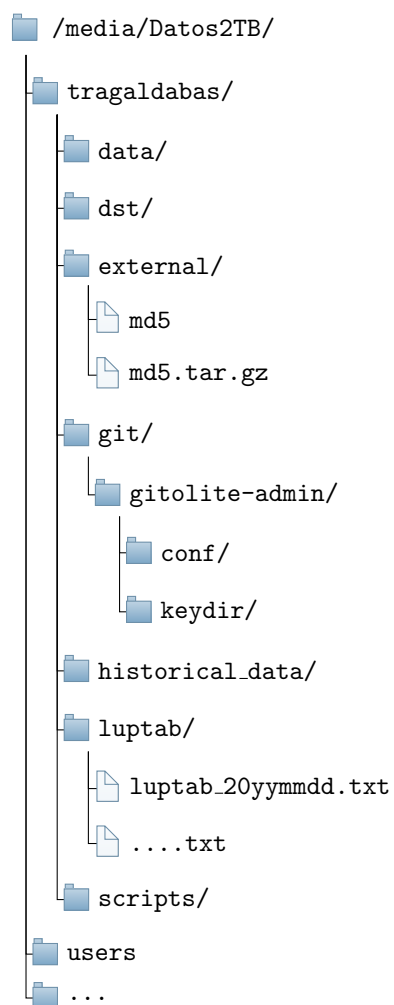 /media/Datos2TB/
tragaldabas/
data/
dst/
external/
md5
md5.tar.gz
git/
gitolite-admin/
conf/
keydir/
historical_data/
luptab/
luptab_20yymmdd.txt
....txt
scripts/
users
...